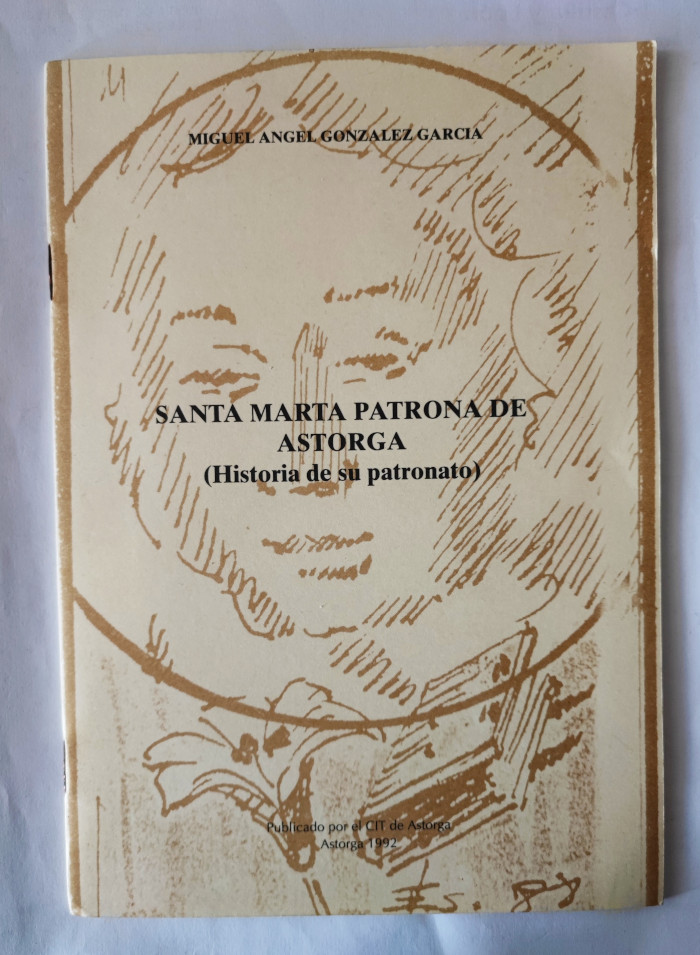 MIGUEL ANGEL GONZALEZ GARCIA
SANTA MARTA PATRONA DE
ASTORGA
(Historia de su patronato)
Publicado por el CIT de Astorga
Astorga 1992